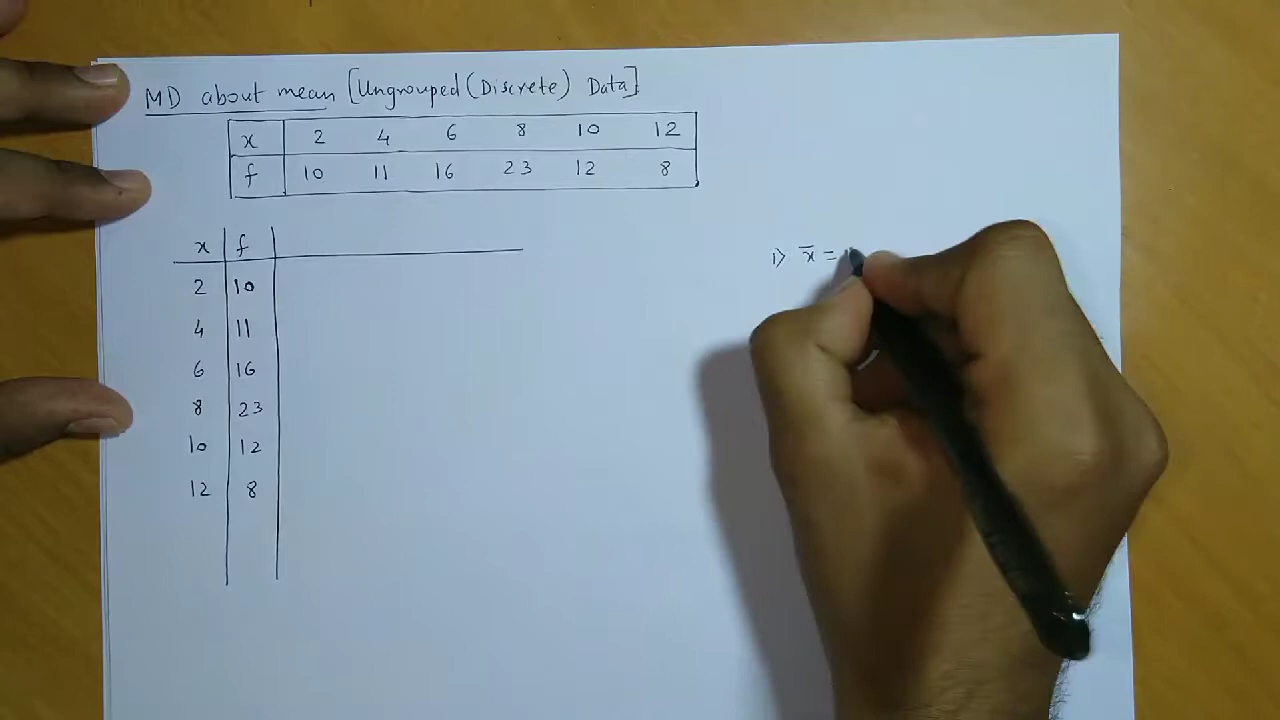 MD about mean [Ungrouped (Discrete) Data]
x 2 4 6 8 10 12
f 10 11 16 23 12 8
x f
2 10
4 11
6 16
8 23
10 12
12 8
1) x̄ =